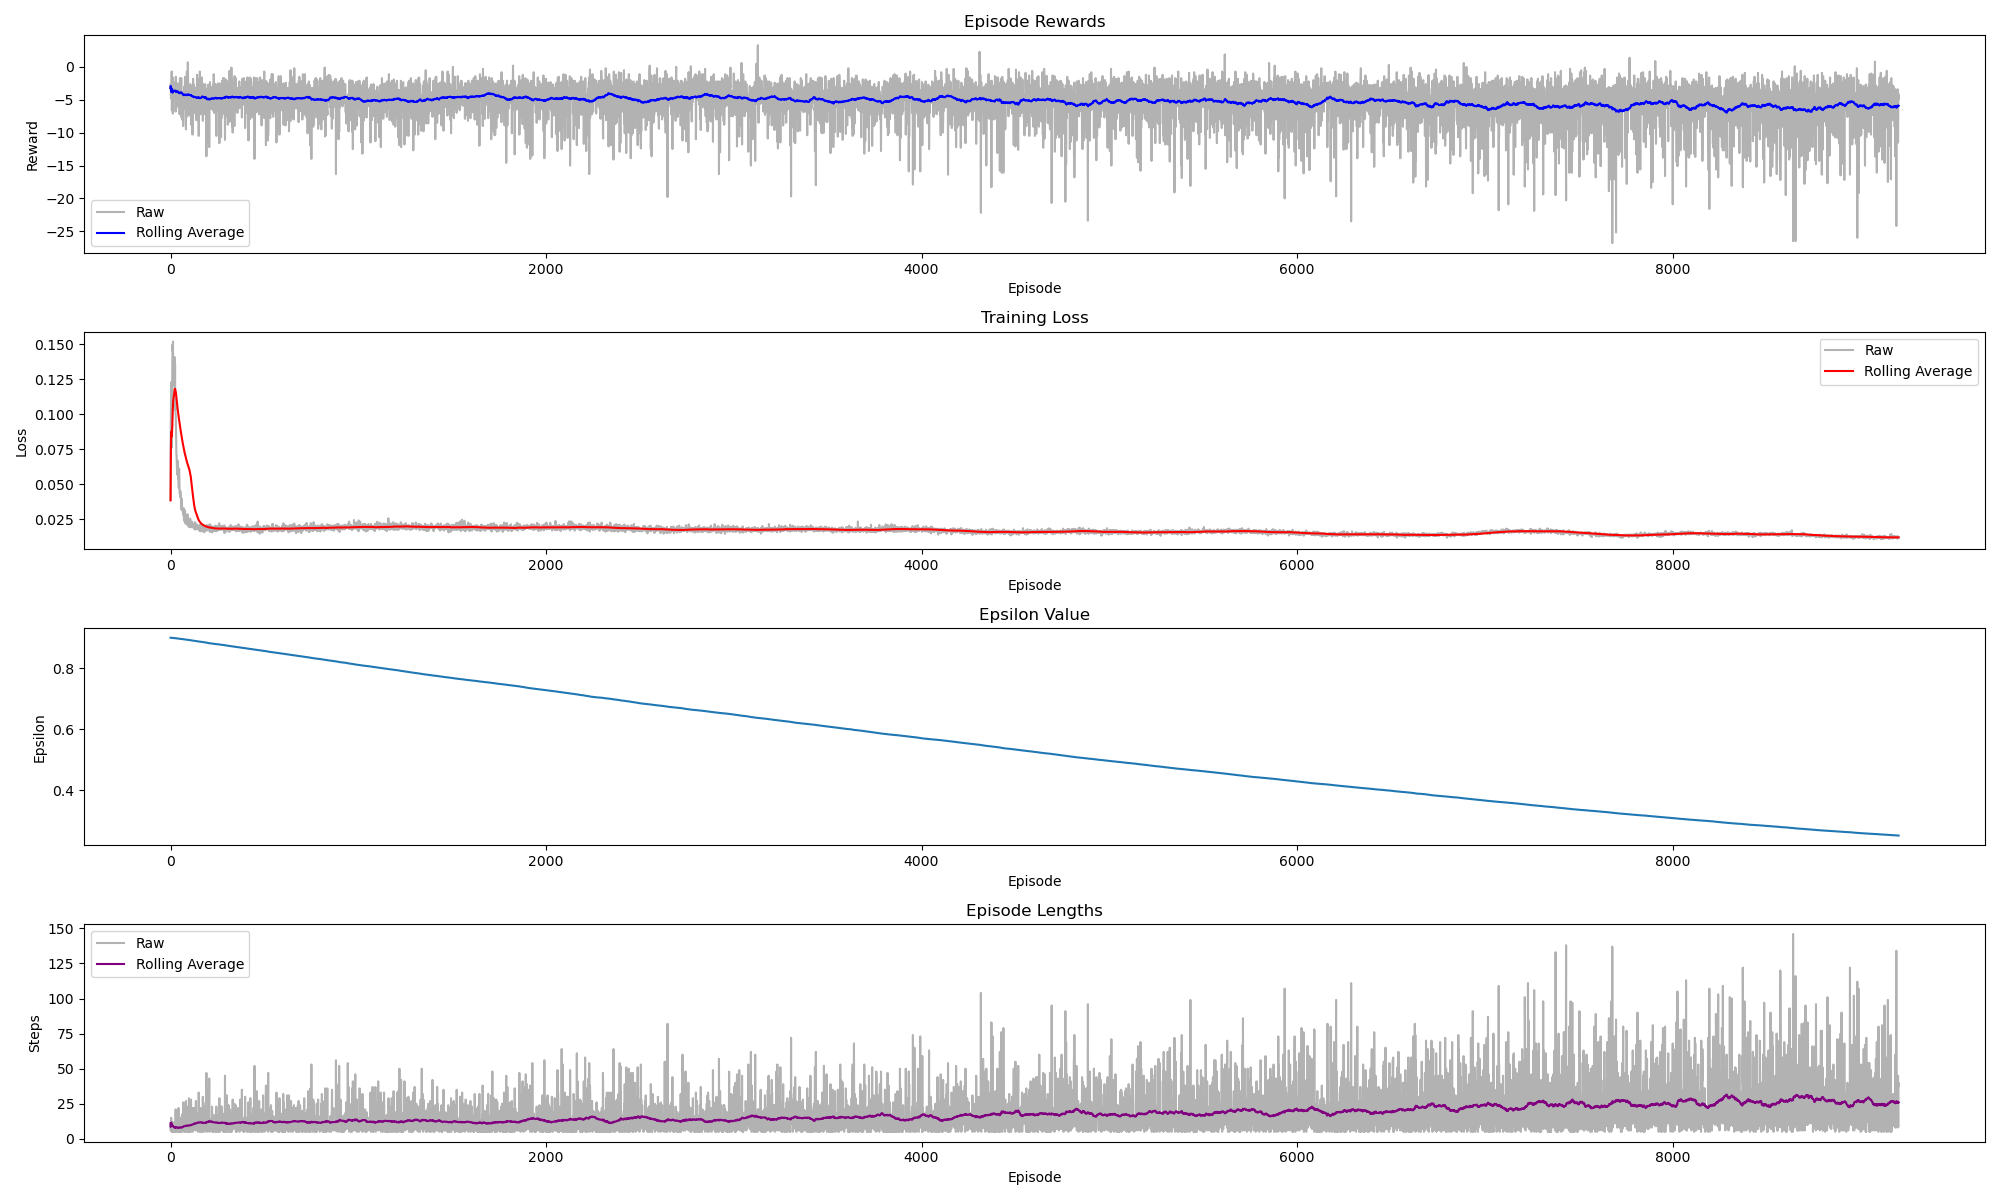 Episode Rewards
0
−5
−10
−15
−20
−25
Reward
Raw
Rolling Average
0 2000 4000 6000 8000
Episode
Training Loss
0.150
0.125
0.100
0.075
0.050
0.025
Loss
Raw
Rolling Average
0 2000 4000 6000 8000
Episode
Epsilon Value
0.8
0.6
0.4
Epsilon
0 2000 4000 6000 8000
Episode
Episode Lengths
150
125
100
75
50
25
0
Steps
Raw
Rolling Average
0 2000 4000 6000 8000
Episode